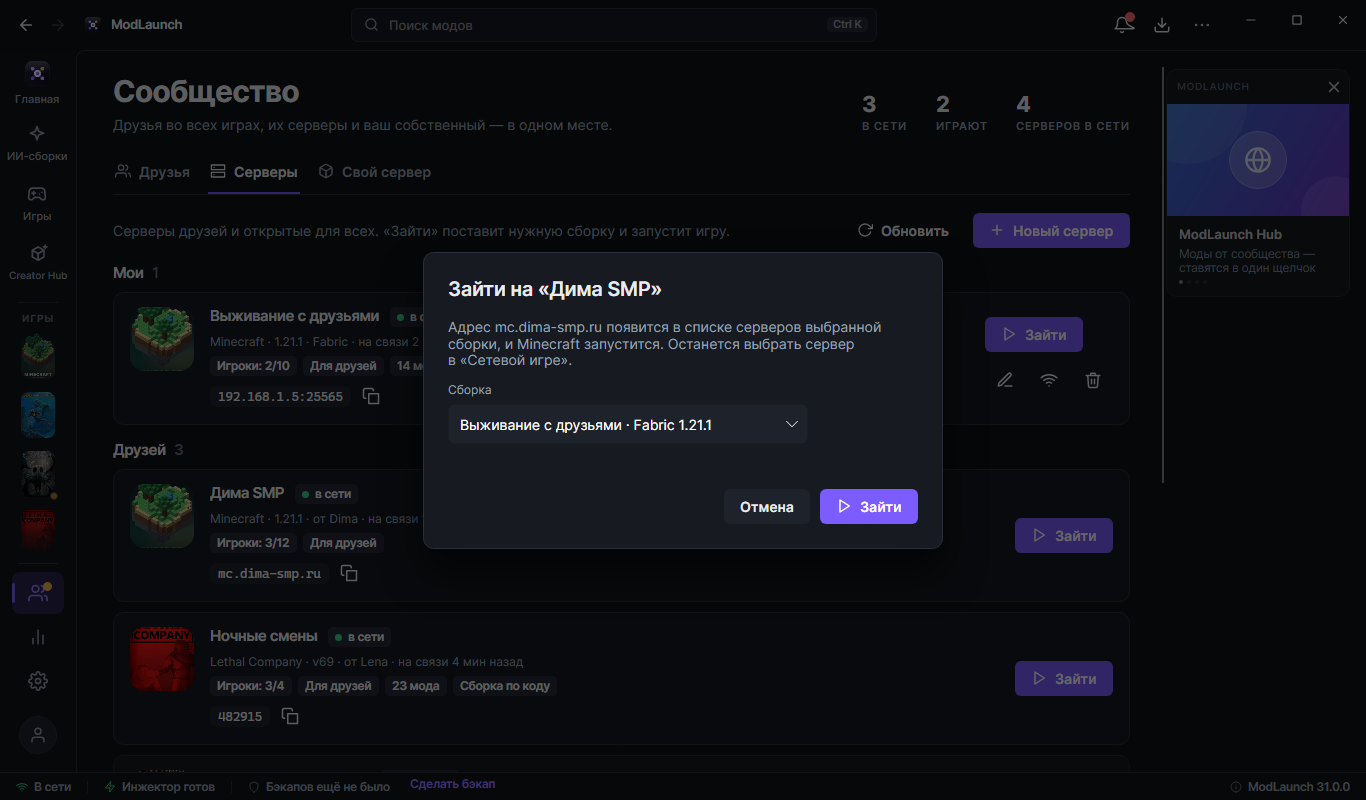 ModLaunch
Поиск модов
Ctrl K
Главная
ИИ-сборки
Игры
Creator Hub
ИГРЫ
MINECRAFT
Сообщество
Друзья во всех играх, их серверы и ваш собственный — в одном месте.
3
В СЕТИ
2
ИГРАЮТ
4
СЕРВЕРОВ В СЕТИ
Друзья
Серверы
Свой сервер
Серверы друзей и открытые для всех. «Зайти» поставит нужную сборку и запустит игру.
Обновить
Новый сервер
Мои 1
Выживание с друзьями
Minecraft · 1.21.1 · Fabric · на связи 2
Игроки: 2/10
Для друзей
192.168.1.5:25565
Зайти
Зайти на «Дима SMP»
Адрес mc.dima-smp.ru появится в списке серверов выбранной
сборки, и Minecraft запустится. Останется выбрать сервер
в «Сетевой игре».
Сборка
Выживание с друзьями · Fabric 1.21.1
Отмена
Зайти
Друзей 3
Дима SMP
в сети
Minecraft · 1.21.1 · от Dima · на связи
Игроки: 3/12
Для друзей
mc.dima-smp.ru
Зайти
COMPANY
Ночные смены
в сети
Lethal Company · v69 · от Lena · на связи 4 мин назад
Игроки: 3/4
Для друзей
23 мода
Сборка по коду
482915
Зайти
MODLAUNCH
ModLaunch Hub
Моды от сообщества —
ставятся в один щелчок
В сети
Инжектор готов
Бэкапов ещё не было
Сделать бэкап
ModLaunch 31.0.0